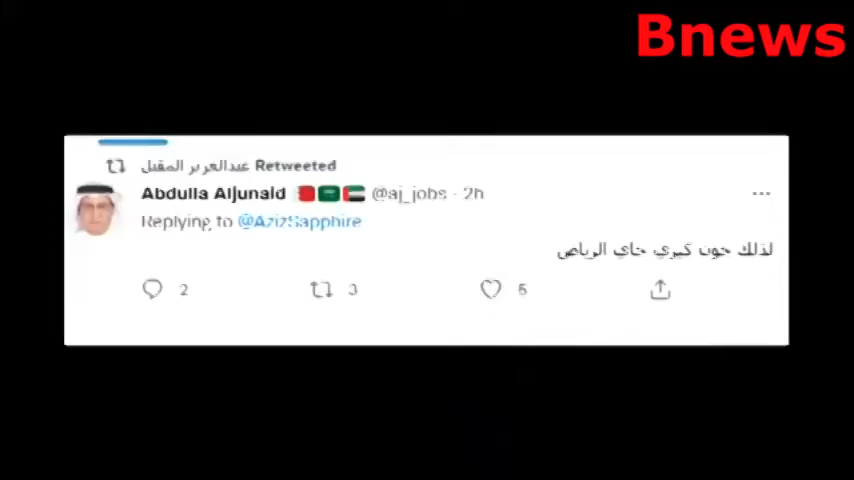 Bnews
عبدالعزيز المقبل Retweeted
Abdulla Aljunaid @aj_jobs · 2h
Replying to @AzizSapphire
لذلك جون كيري جاي الرياض
2 3 5